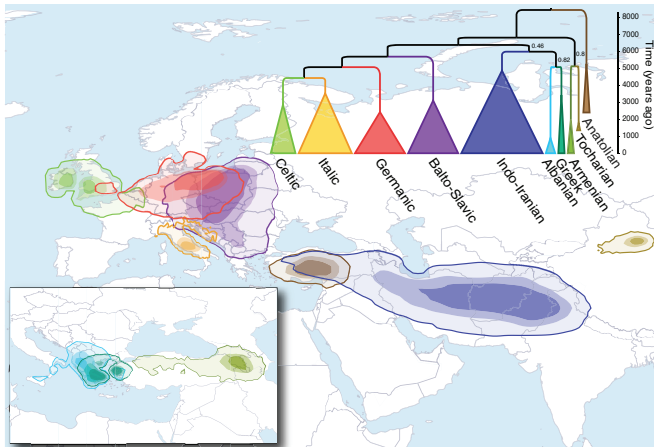 8000
7000
6000
5000
4000
3000
2000
1000
0
Time (years ago)
0.46
0.82
0.8
Celtic
Italic
Germanic
Balto-Slavic
Indo-Iranian
Albanian
Greek
Armenian
Tocharian
Anatolian